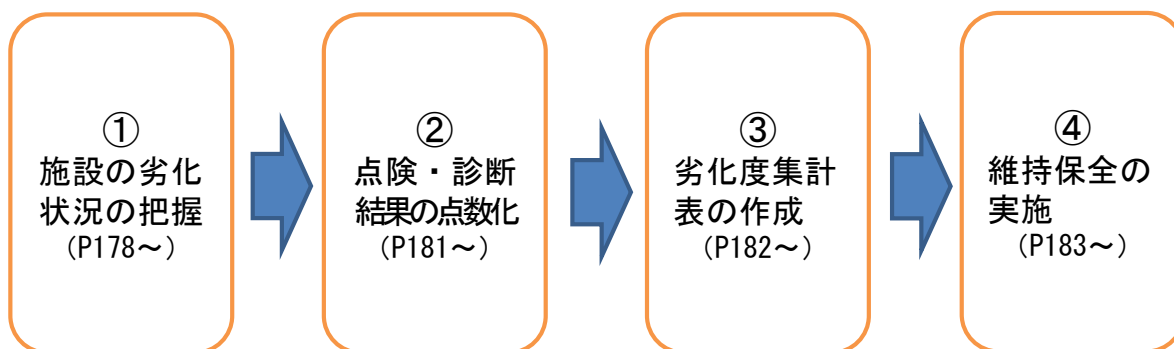 ①
施設の劣化
状況の把握
（P178～）
②
点険・診断
結果の点数化
（P181～）
③
劣化度集計
表の作成
（P182～）
④
維持保全の
実施
（P183～）